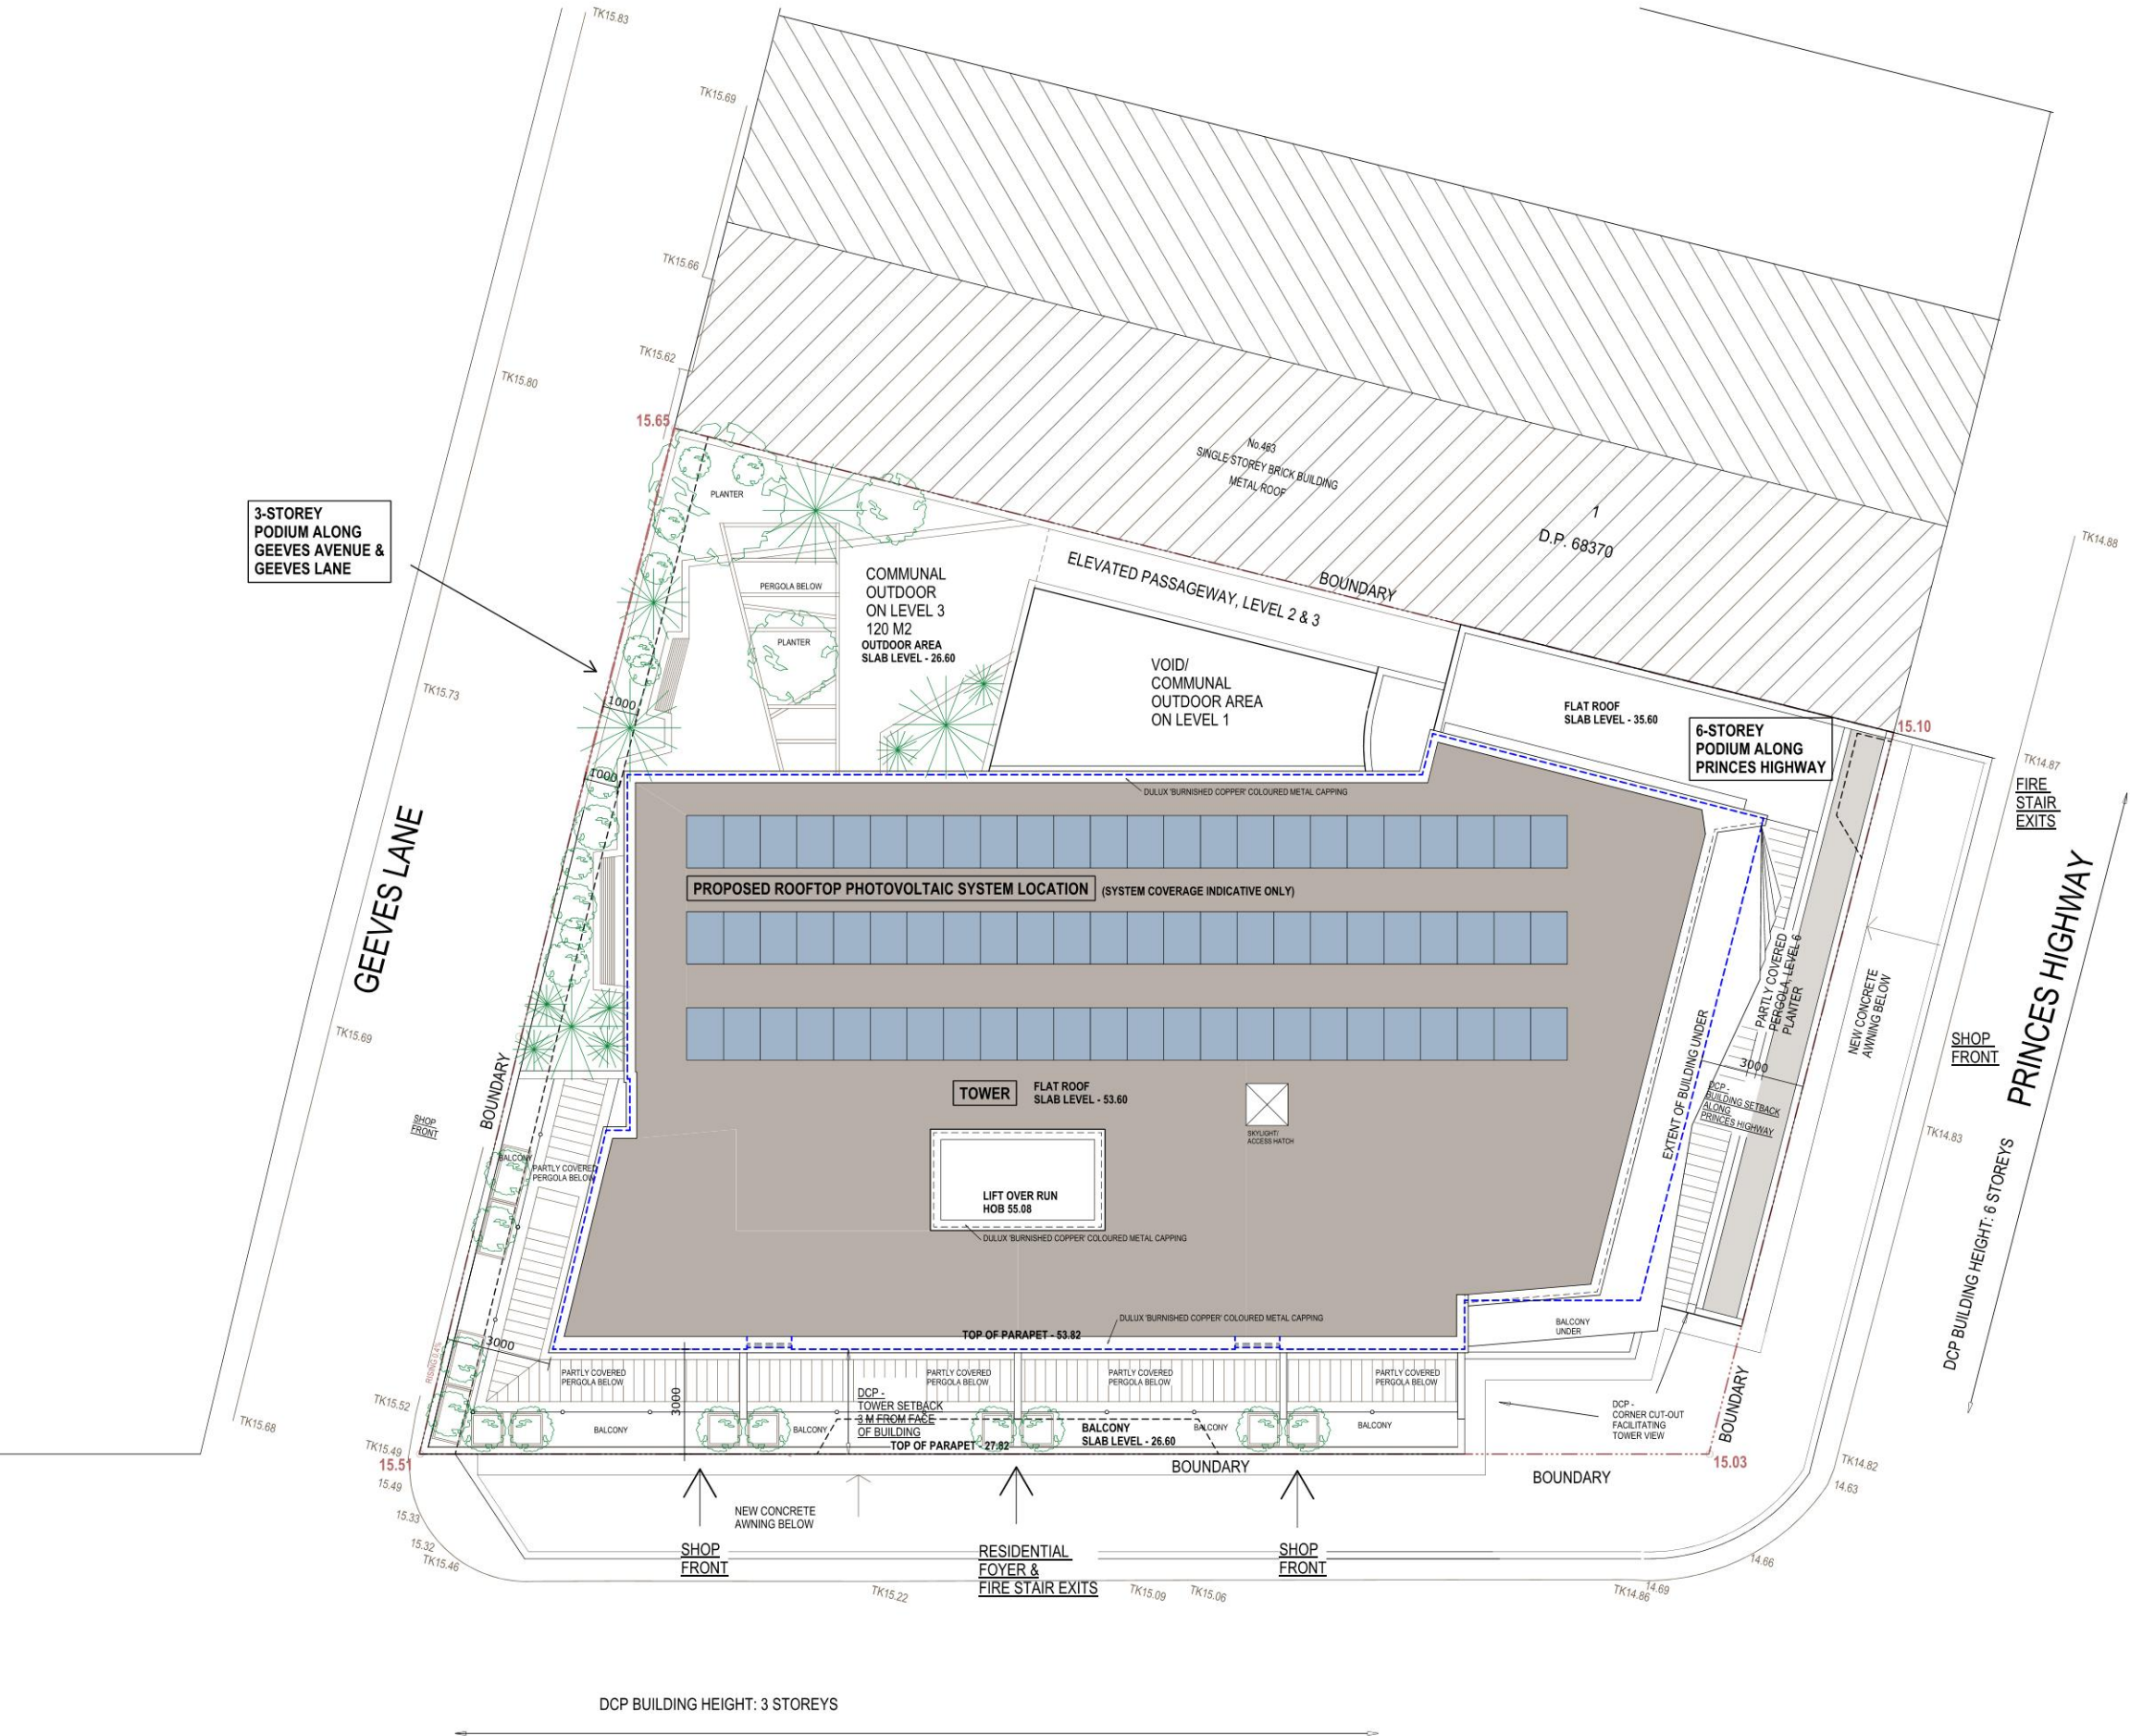 TK15.83
TK15.69
TK15.66
TK15.62
TK15.80
15.65
No.463
SINGLE STOREY BRICK BUILDING
METAL ROOF
1
D.P. 68370
TK14.88
3-STOREY
PODIUM ALONG
GEEVES AVENUE &
GEEVES LANE
PLANTER
PERGOLA BELOW
PLANTER
COMMUNAL
OUTDOOR
ON LEVEL 3
120 M2
OUTDOOR AREA
SLAB LEVEL - 26.60
ELEVATED PASSAGEWAY, LEVEL 2 & 3
BOUNDARY
VOID/
COMMUNAL
OUTDOOR AREA
ON LEVEL 1
FLAT ROOF
SLAB LEVEL - 35.60
6-STOREY
PODIUM ALONG
PRINCES HIGHWAY
15.10
TK14.87
FIRE
STAIR
EXITS
TK15.73
1000
1000
DULUX 'BURNISHED COPPER' COLOURED METAL CAPPING
GEEVES LANE
PROPOSED ROOFTOP PHOTOVOLTAIC SYSTEM LOCATION
(SYSTEM COVERAGE INDICATIVE ONLY)
PRINCES HIGHWAY
PARTLY COVERED
PERGOLA, LEVEL 6
PLANTER
NEW CONCRETE
AWNING BELOW
SHOP
FRONT
EXTENT OF BUILDING UNDER
3000
DCP -
BUILDING SETBACK
ALONG
PRINCES HIGHWAY
TK14.83
TK15.69
BOUNDARY
SHOP
FRONT
TOWER
FLAT ROOF
SLAB LEVEL - 53.60
SKYLIGHT/
ACCESS HATCH
BALCONY
PARTLY COVERED
PERGOLA BELOW
LIFT OVER RUN
HOB 55.08
DULUX 'BURNISHED COPPER' COLOURED METAL CAPPING
DCP BUILDING HEIGHT: 6 STOREYS
DULUX 'BURNISHED COPPER' COLOURED METAL CAPPING
TOP OF PARAPET - 53.82
BALCONY
UNDER
3000
RISING 0.4%
PARTLY COVERED
PERGOLA BELOW
3000
DCP -
TOWER SETBACK
3 M FROM FACE
OF BUILDING
PARTLY COVERED
PERGOLA BELOW
PARTLY COVERED
PERGOLA BELOW
PARTLY COVERED
PERGOLA BELOW
BALCONY
BALCONY
BALCONY
SLAB LEVEL - 26.60
BALCONY
BALCONY
TOP OF PARAPET - 27.82
DCP -
CORNER CUT-OUT
FACILITATING
TOWER VIEW
BOUNDARY
TK15.52
TK15.68
TK15.49
15.51
15.49
15.33
15.32
TK15.46
BOUNDARY
BOUNDARY
15.03
TK14.82
14.63
14.66
NEW CONCRETE
AWNING BELOW
SHOP
FRONT
RESIDENTIAL
FOYER &
FIRE STAIR EXITS
SHOP
FRONT
TK15.22
TK15.09
TK15.06
TK14.86
14.69
DCP BUILDING HEIGHT: 3 STOREYS